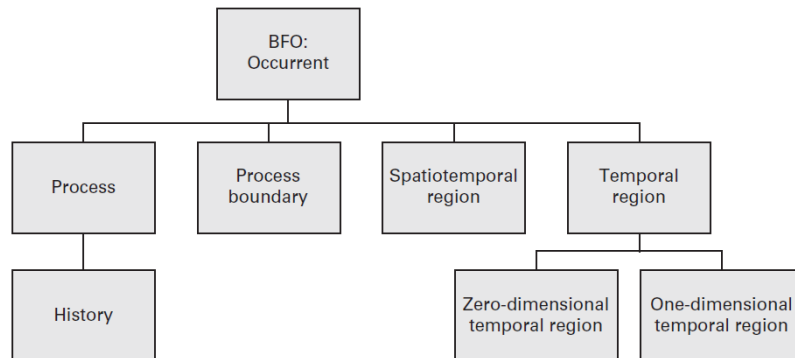 BFO:
Occurrent
Process
Process
boundary
Spatiotemporal
region
Temporal
region
History
Zero-dimensional
temporal region
One-dimensional
temporal region